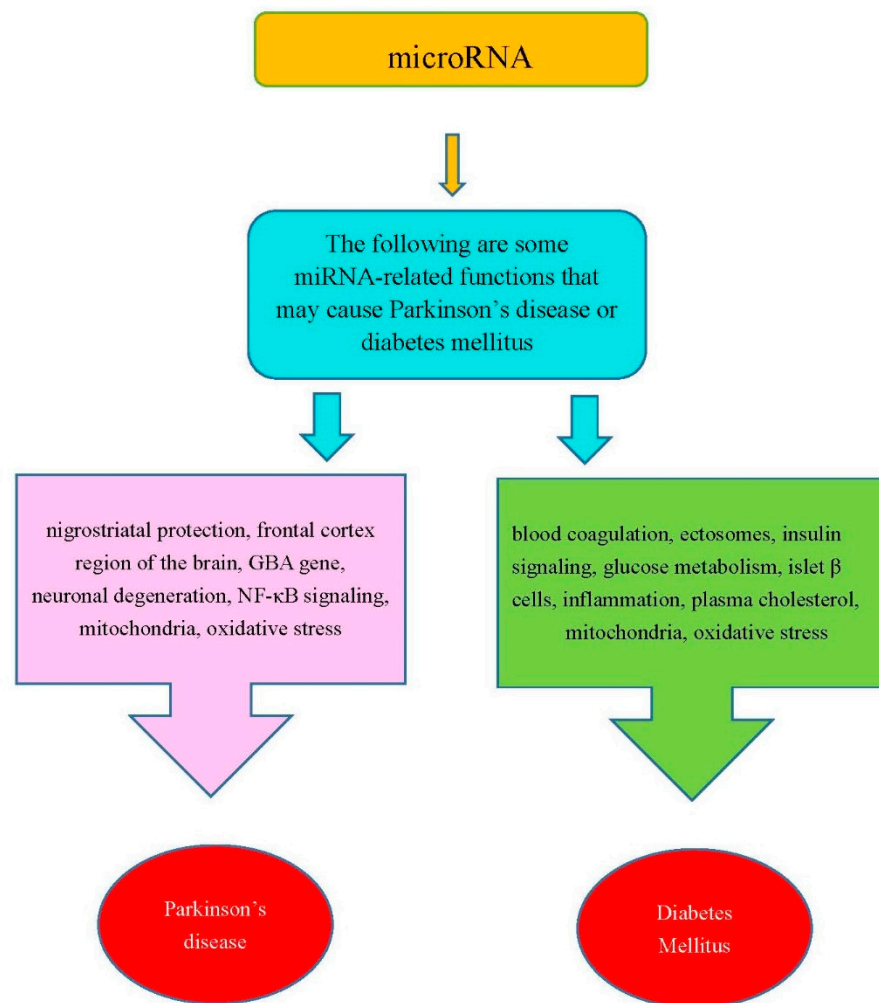 microRNA
The following are some
miRNA-related functions that
may cause Parkinson’s disease or
diabetes mellitus
nigrostriatal protection, frontal cortex
region of the brain, GBA gene,
neuronal degeneration, NF-κB signaling,
mitochondria, oxidative stress
blood coagulation, ectosomes, insulin
signaling, glucose metabolism, islet β
cells, inflammation, plasma cholesterol,
mitochondria, oxidative stress
Parkinson’s
disease
Diabetes
Mellitus